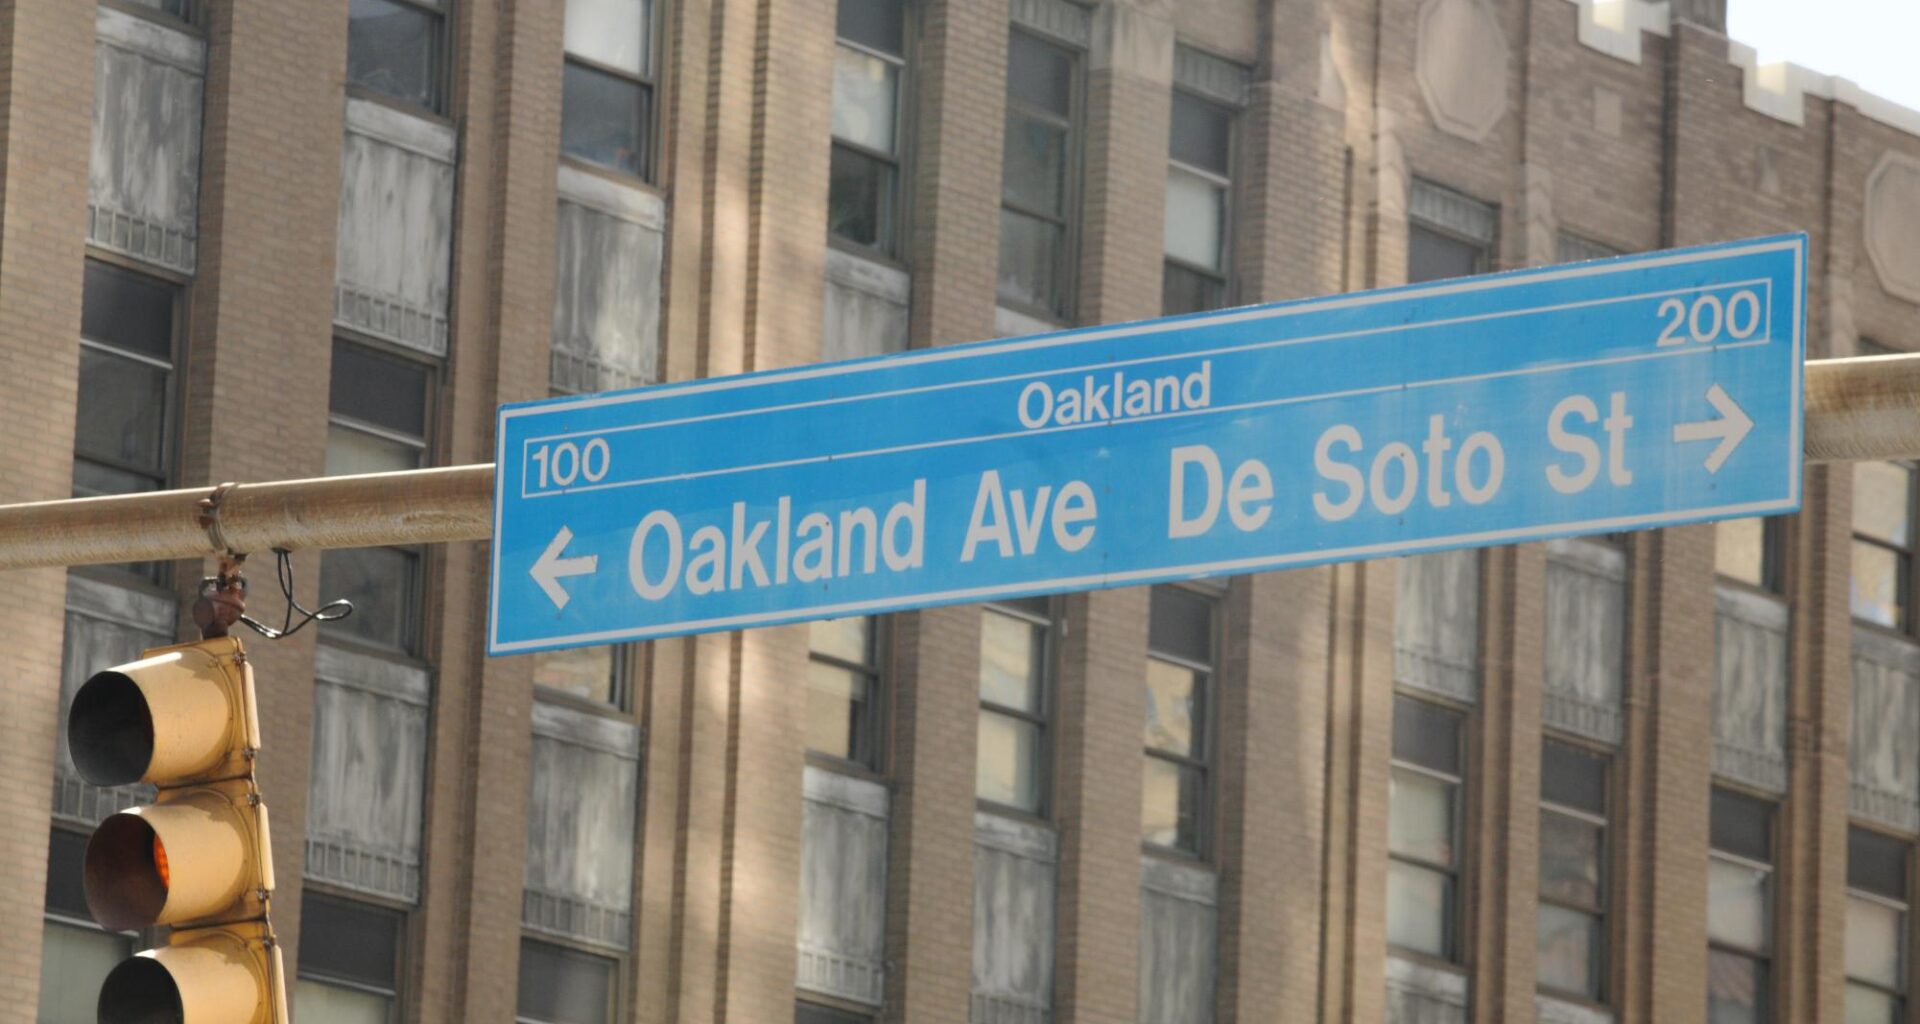 Oakland
100
200
← Oakland Ave De Soto St →